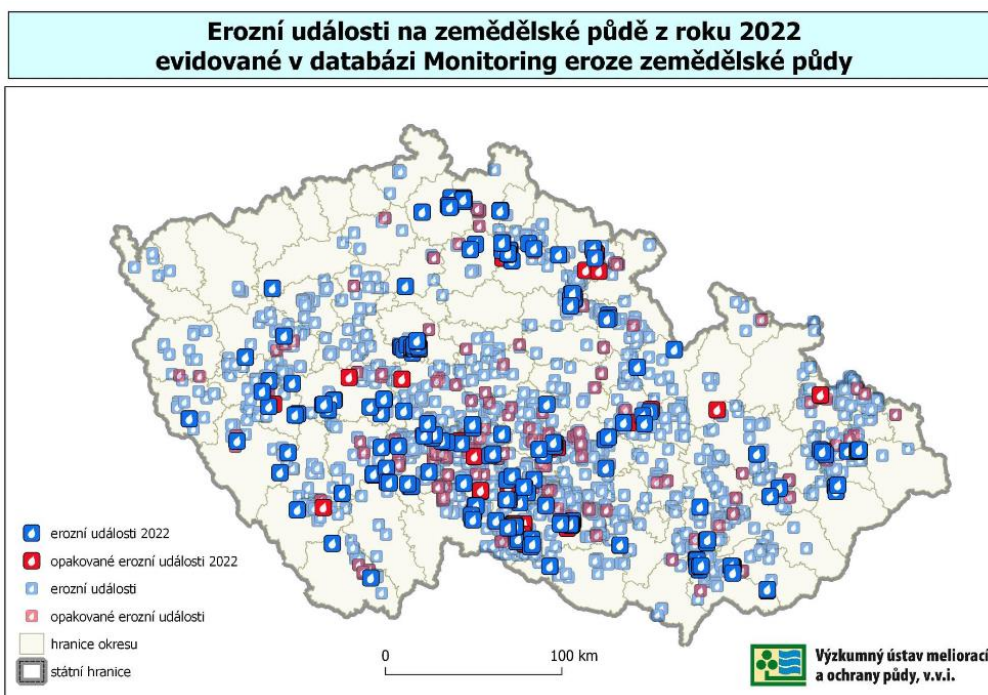 Erozní události na zemědělské půdě z roku 2022
evidované v databázi Monitoring eroze zemědělské půdy
erozní události 2022
opakované erozní události 2022
erozní události
opakované erozní události
hranice okresu
státní hranice
0 100 km
Výzkumný ústav meliorací
a ochrany půdy, v.v.i.